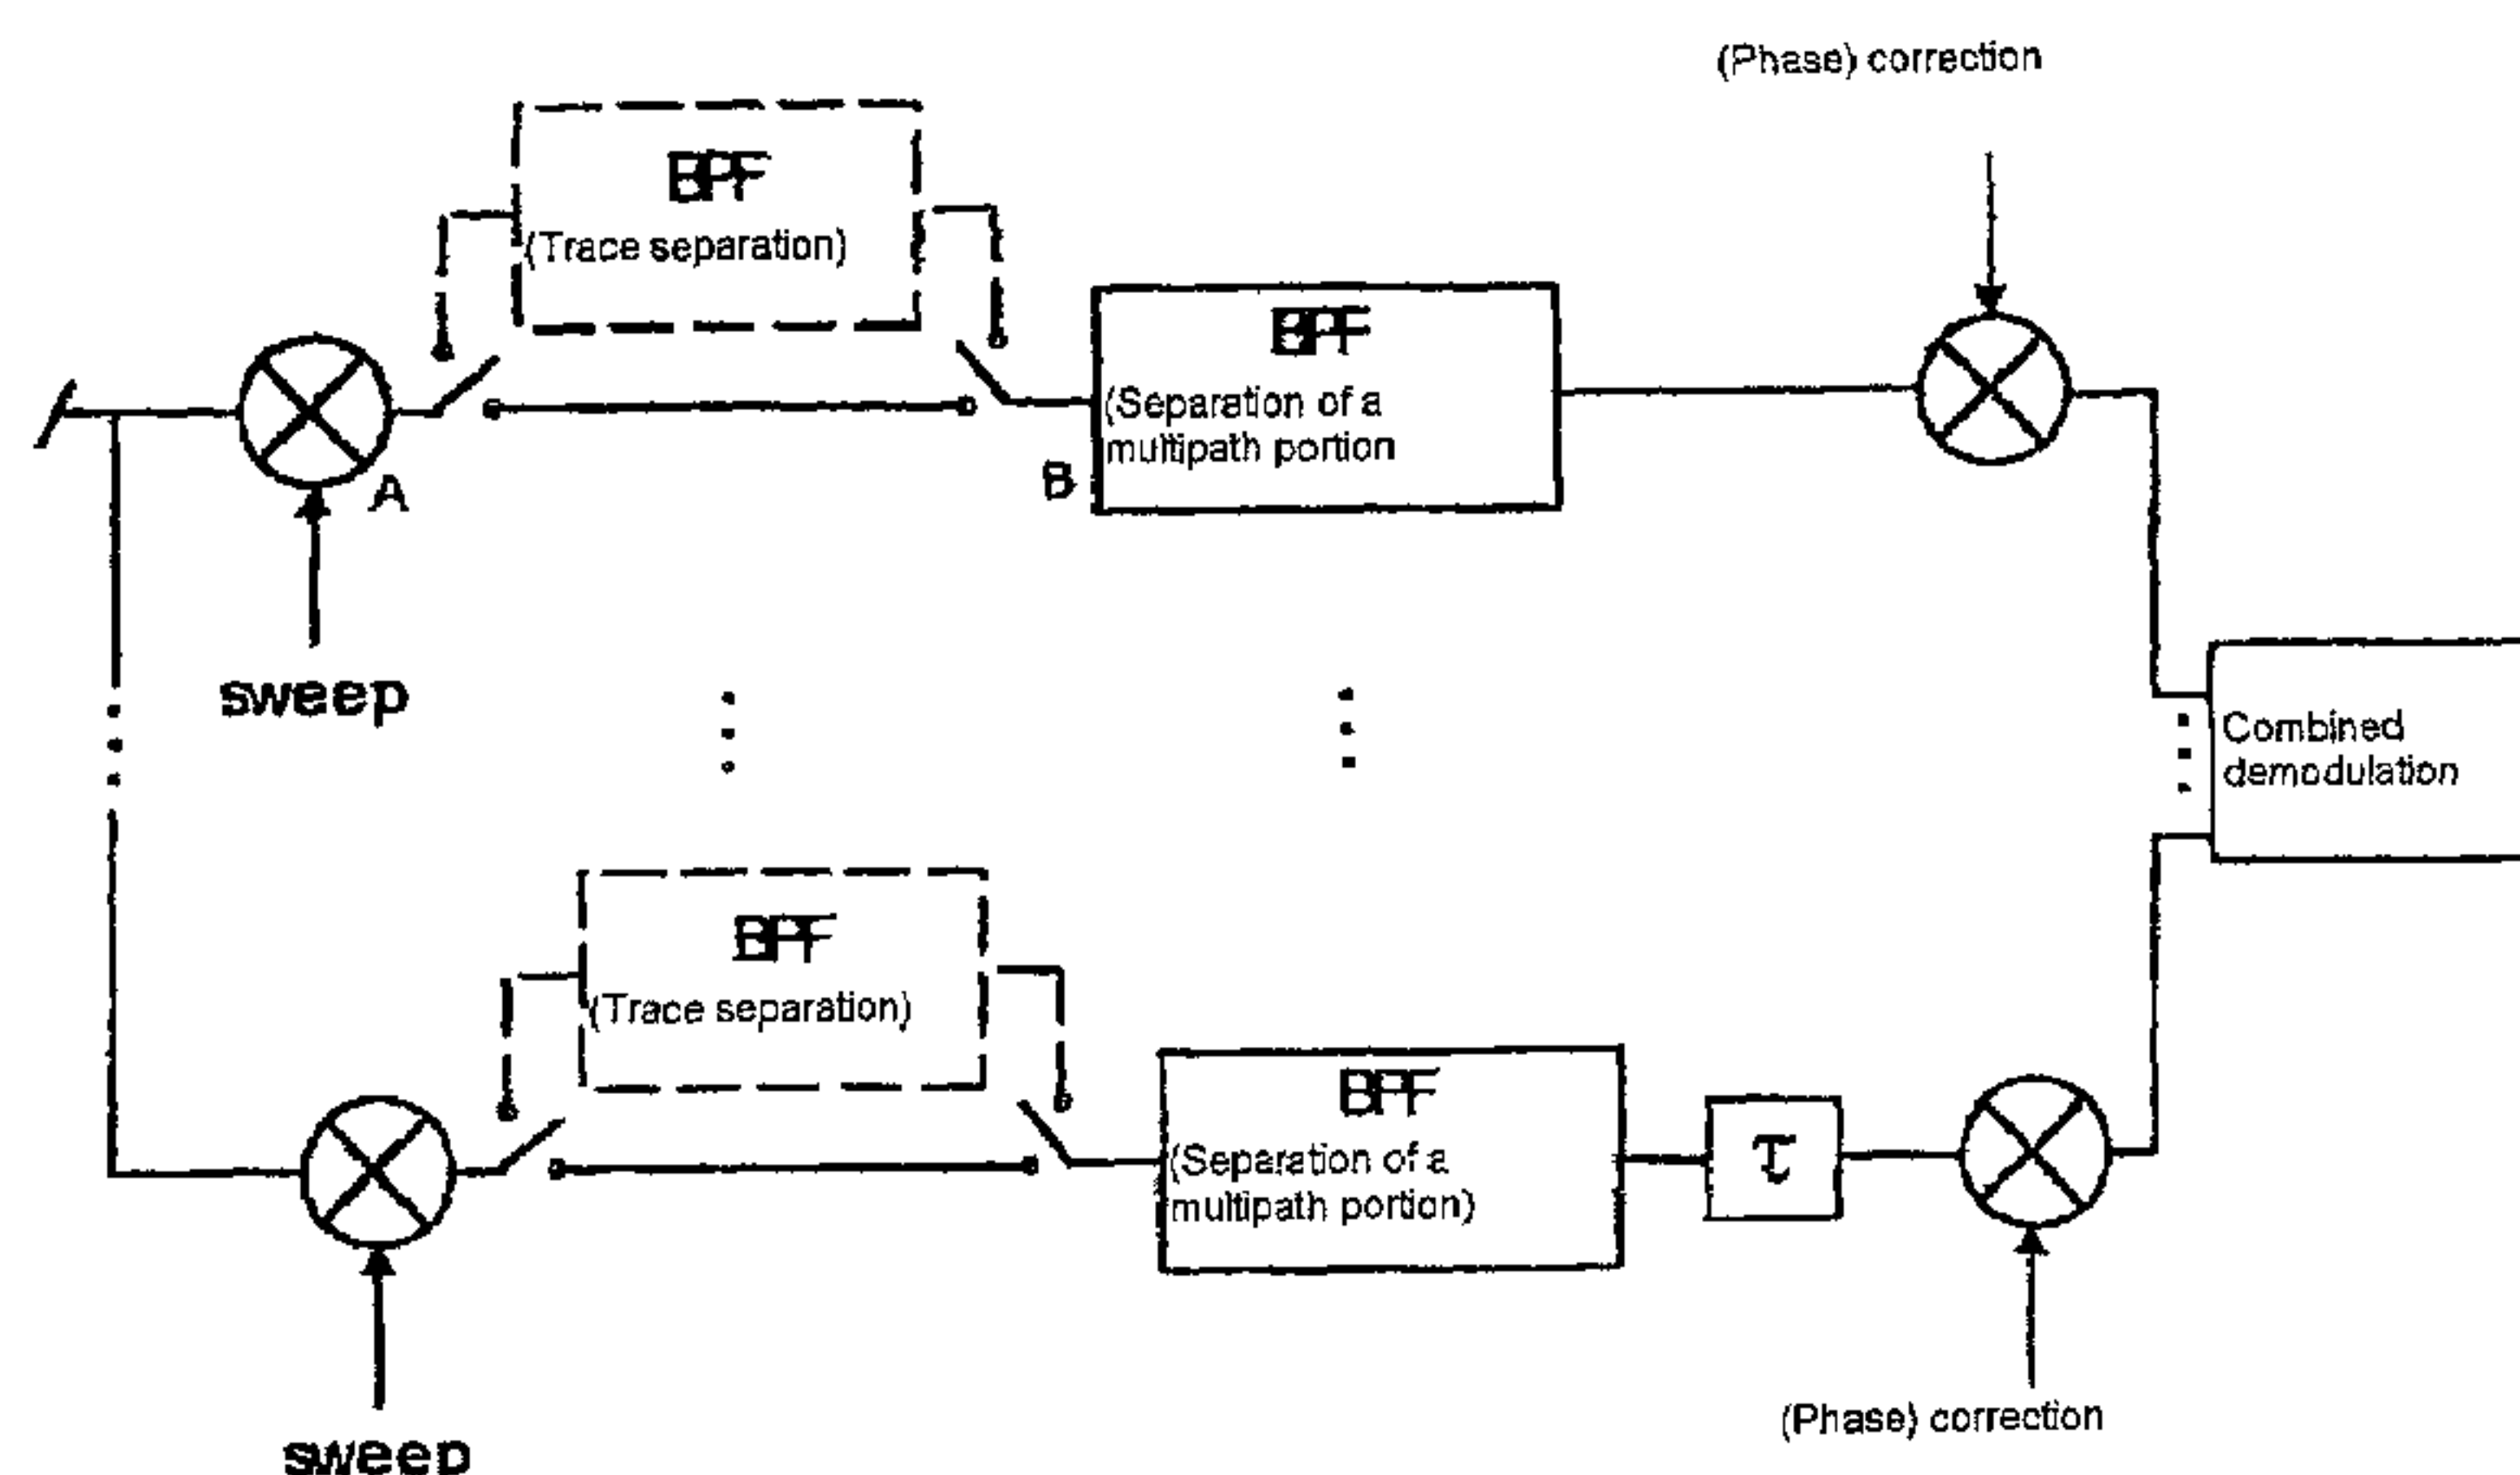 (Phase) correction
BPF
(Trace separation)
BPF
(Separation of a
multipath portion
A
B
sweep
Combined
demodulation
BPF
(Trace separation)
BPF
(Separation of a
multipath portion)
τ
(Phase) correction
sweep